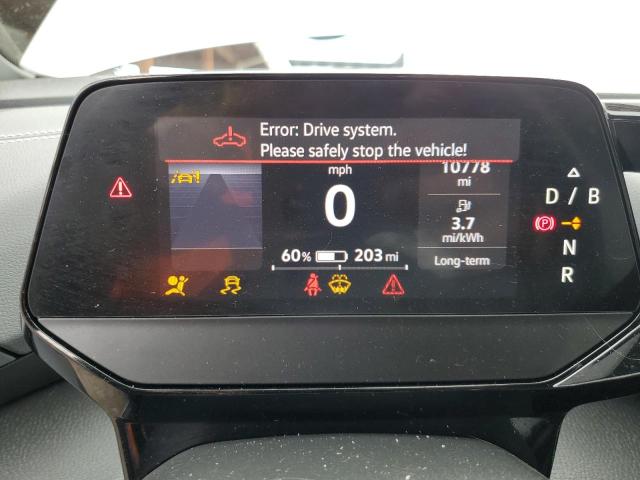 Error: Drive system.
Please safely stop the vehicle!
mph
10778
mi
0
D / B
P
3.7
mi/kWh
N
60% 203 mi
Long-term
R